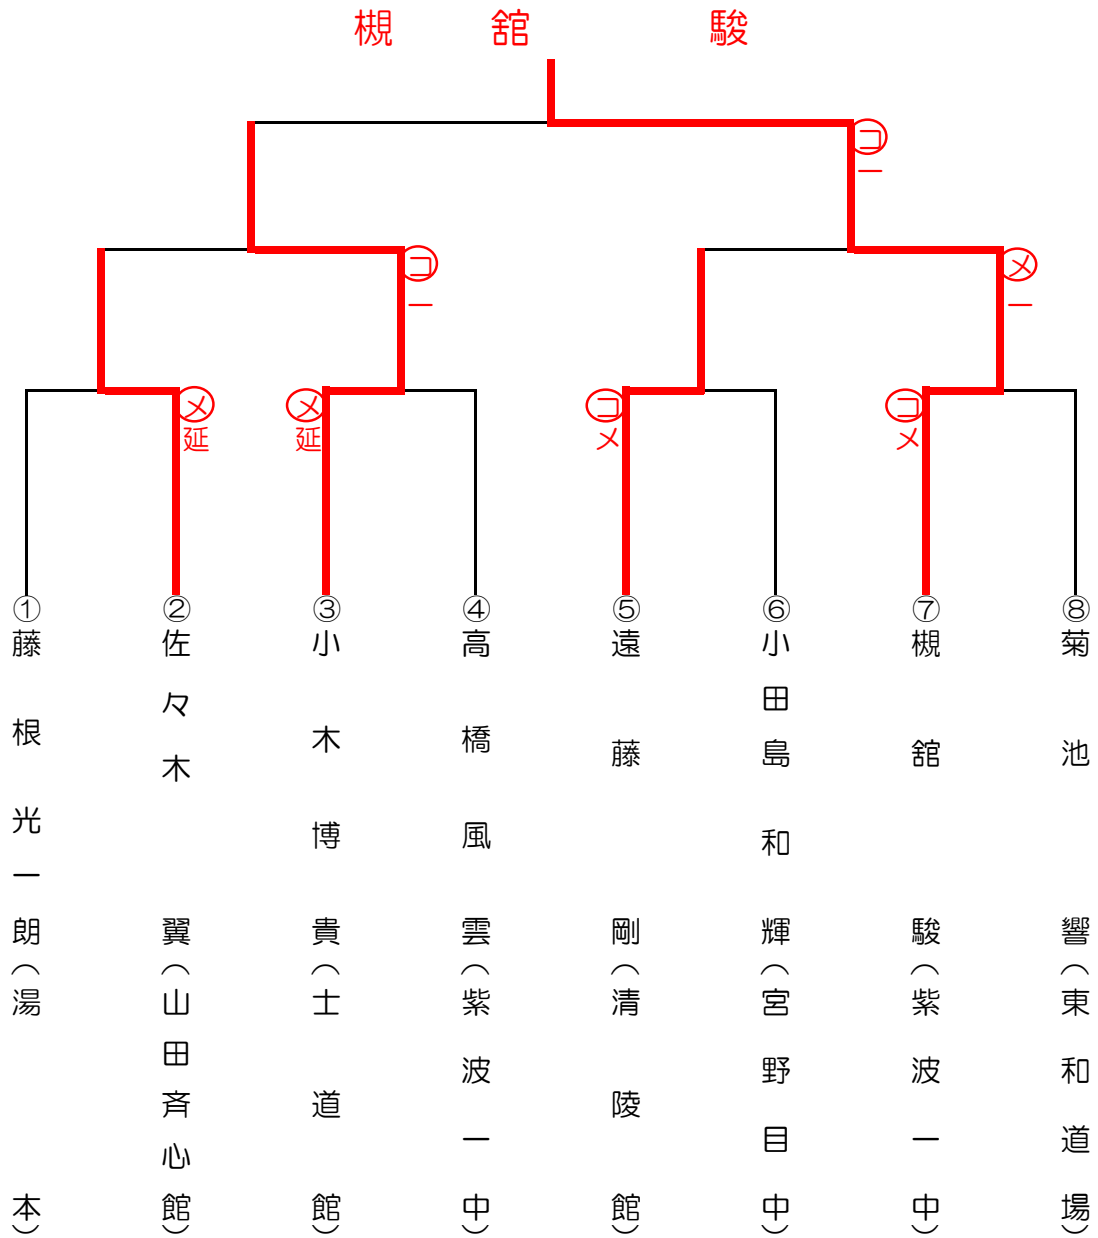 槻舘駿
㋙
一
㋙
一
㋱
一
㋱
延
㋱
延
㋙
メ
㋙
メ
①藤根光一朗（湯本）
②佐々木翼（山田斉心館）
③小木博貴（士道館）
④高橋風雲（紫波一中）
⑤遠藤剛（清陵館）
⑥小田島和輝（宮野目中）
⑦槻舘駿（紫波一中）
⑧菊池響（東和道場）